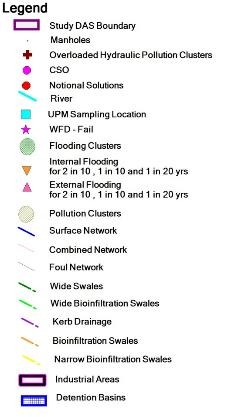 Legend
Study DAS Boundary
Manholes
Overloaded Hydraulic Pollution Clusters
CSO
Notional Solutions
River
UPM Sampling Location
WFD - Fail
Flooding Clusters
Internal Flooding
for 2 in 10 , 1 in 10 and 1 in 20 yrs
External Flooding
for 2 in 10 , 1 in 10 and 1 in 20 yrs
Pollution Clusters
Surface Network
Combined Network
Foul Network
Wide Swales
Wide Bioinfiltration Swales
Kerb Drainage
Bioinfiltration Swales
Narrow Bioinfiltration Swales
Industrial Areas
Detention Basins